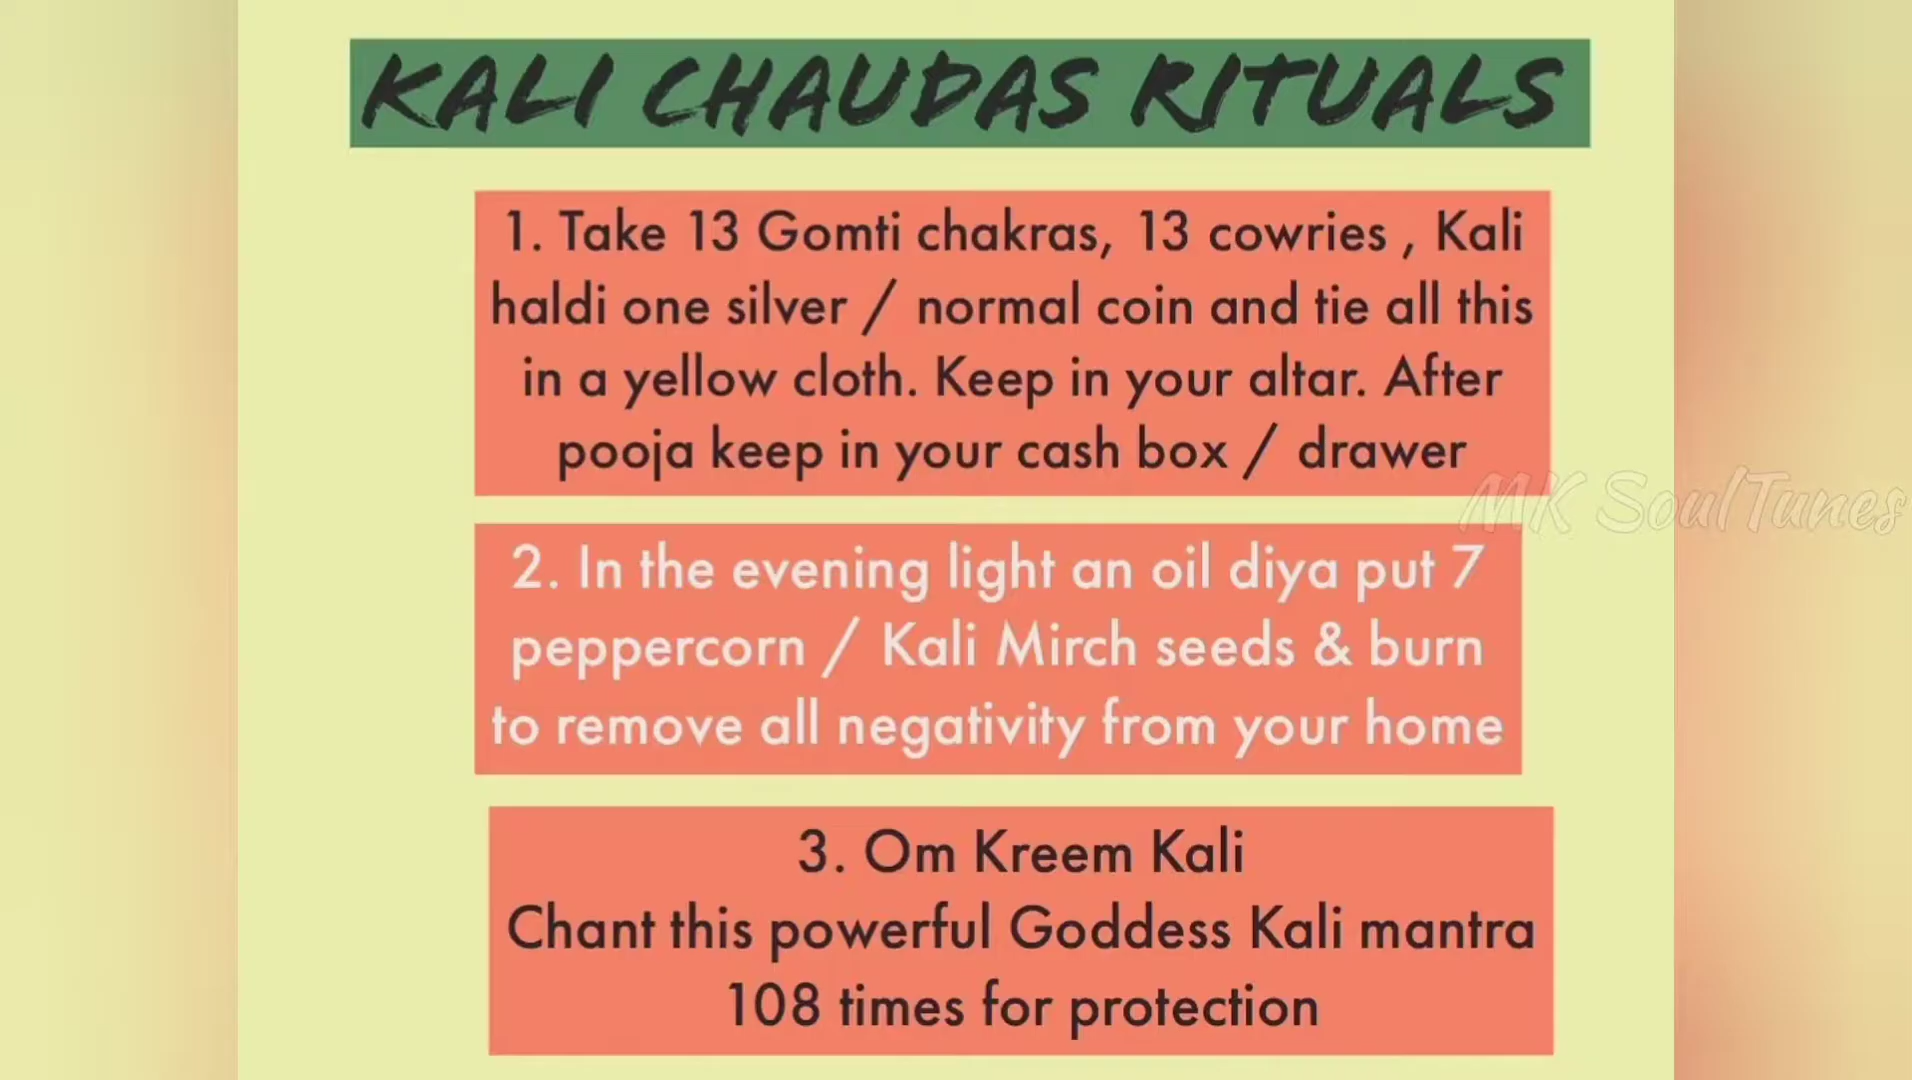 KALI CHAUDAS RITUALS
1. Take 13 Gomti chakras, 13 cowries , Kali
haldi one silver / normal coin and tie all this
in a yellow cloth. Keep in your altar. After
pooja keep in your cash box / drawer
MK SoulTunes
2. In the evening light an oil diya put 7
peppercorn / Kali Mirch seeds & burn
to remove all negativity from your home
3. Om Kreem Kali
Chant this powerful Goddess Kali mantra
108 times for protection